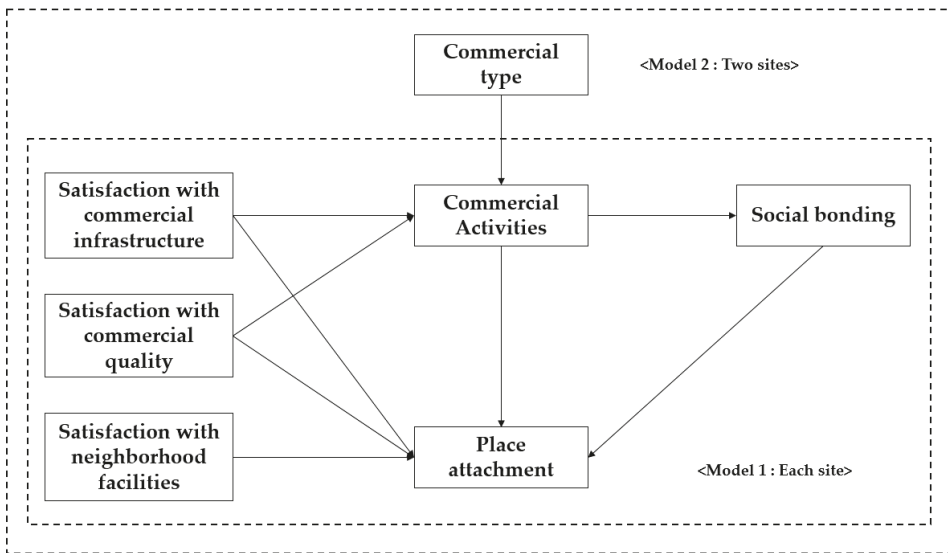 Commercial
type
<Model 2 : Two sites>
Satisfaction with
commercial
infrastructure
Commercial
Activities
Social bonding
Satisfaction with
commercial
quality
Satisfaction with
neighborhood
facilities
Place
attachment
<Model 1 : Each site>